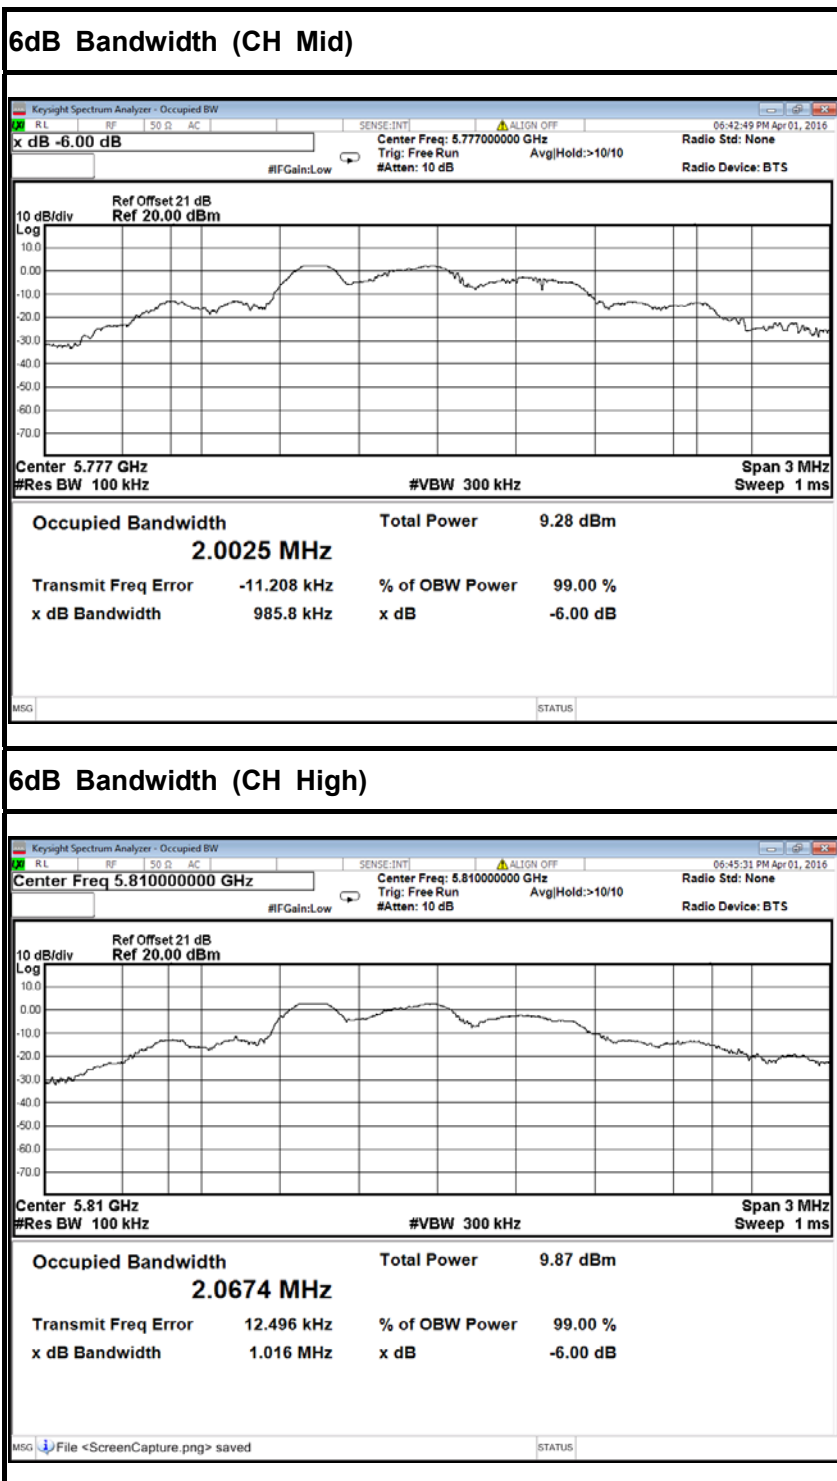 6dB Bandwidth (CH Mid)
Keysight Spectrum Analyzer - Occupied BW
RL RF 50 Ω AC SENSE:INT ALIGN OFF 06:42:49 PM Apr 01, 2016
x dB -6.00 dB Center Freq: 5.777000000 GHz Radio Std: None
Trig: Free Run Avg|Hold:>10/10
#IFGain:Low #Atten: 10 dB Radio Device: BTS
Ref Offset 21 dB
10 dB/div Ref 20.00 dBm
Log
10.0
0.00
-10.0
-20.0
-30.0
-40.0
-50.0
-60.0
-70.0
Center 5.777 GHz Span 3 MHz
#Res BW 100 kHz #VBW 300 kHz Sweep 1 ms
Occupied Bandwidth Total Power 9.28 dBm
2.0025 MHz
Transmit Freq Error -11.208 kHz % of OBW Power 99.00 %
x dB Bandwidth 985.8 kHz x dB -6.00 dB
MSG STATUS
6dB Bandwidth (CH High)
Keysight Spectrum Analyzer - Occupied BW
RL RF 50 Ω AC SENSE:INT ALIGN OFF 06:45:31 PM Apr 01, 2016
Center Freq 5.810000000 GHz Center Freq: 5.810000000 GHz Radio Std: None
Trig: Free Run Avg|Hold:>10/10
#IFGain:Low #Atten: 10 dB Radio Device: BTS
Ref Offset 21 dB
10 dB/div Ref 20.00 dBm
Log
10.0
0.00
-10.0
-20.0
-30.0
-40.0
-50.0
-60.0
-70.0
Center 5.81 GHz Span 3 MHz
#Res BW 100 kHz #VBW 300 kHz Sweep 1 ms
Occupied Bandwidth Total Power 9.87 dBm
2.0674 MHz
Transmit Freq Error 12.496 kHz % of OBW Power 99.00 %
x dB Bandwidth 1.016 MHz x dB -6.00 dB
MSG File <ScreenCapture.png> saved STATUS